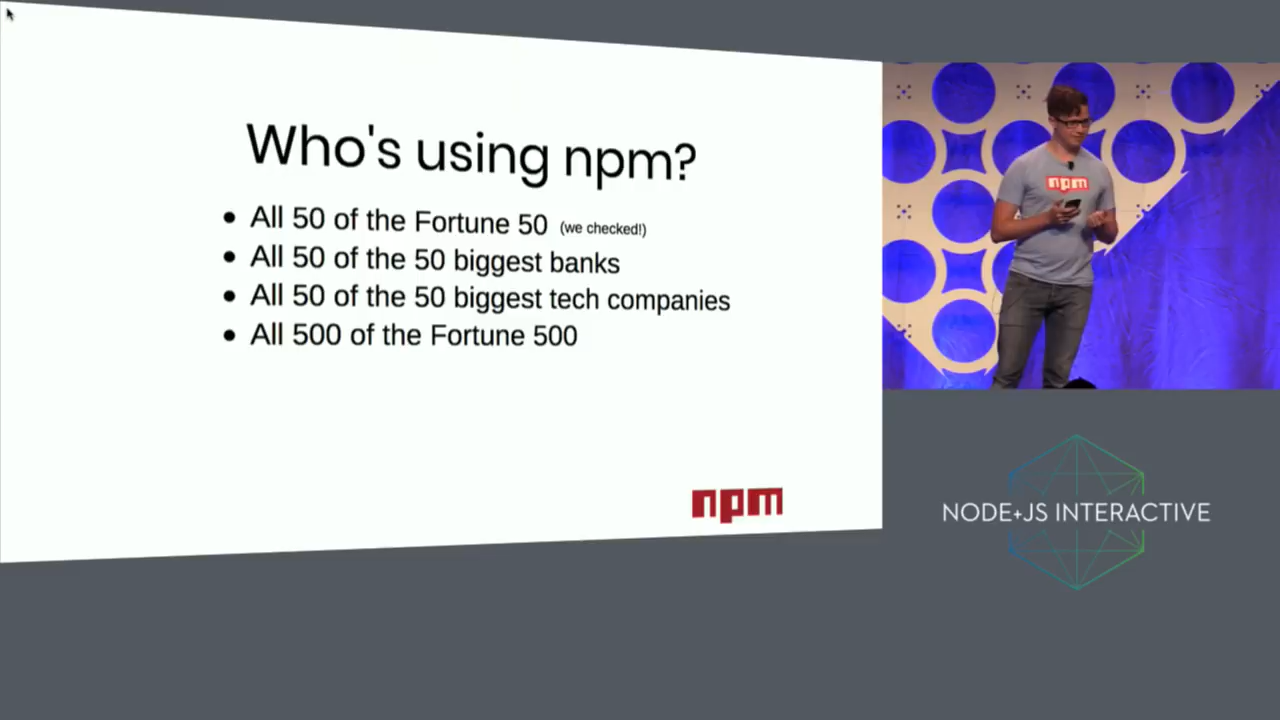 Who's using npm?
All 50 of the Fortune 50 (we checked!)
All 50 of the 50 biggest banks
All 50 of the 50 biggest tech companies
All 500 of the Fortune 500
npm
npm
NODE+JS INTERACTIVE